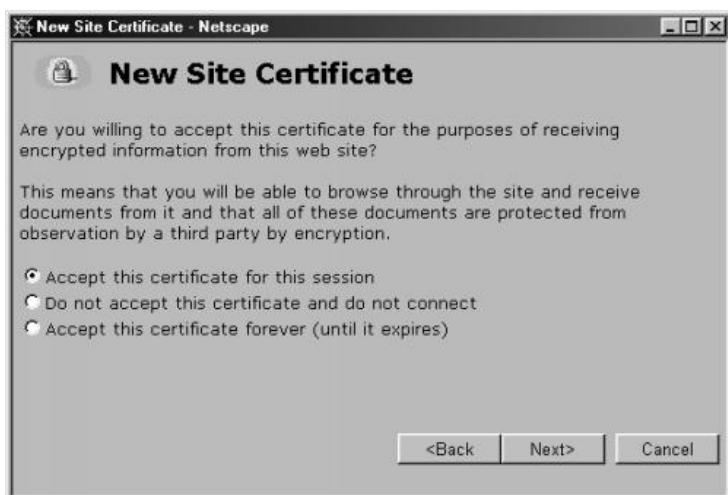 New Site Certificate - Netscape
New Site Certificate
Are you willing to accept this certificate for the purposes of receiving
encrypted information from this web site?
This means that you will be able to browse through the site and receive
documents from it and that all of these documents are protected from
observation by a third party by encryption.
Accept this certificate for this session
Do not accept this certificate and do not connect
Accept this certificate forever (until it expires)
<Back Next> Cancel